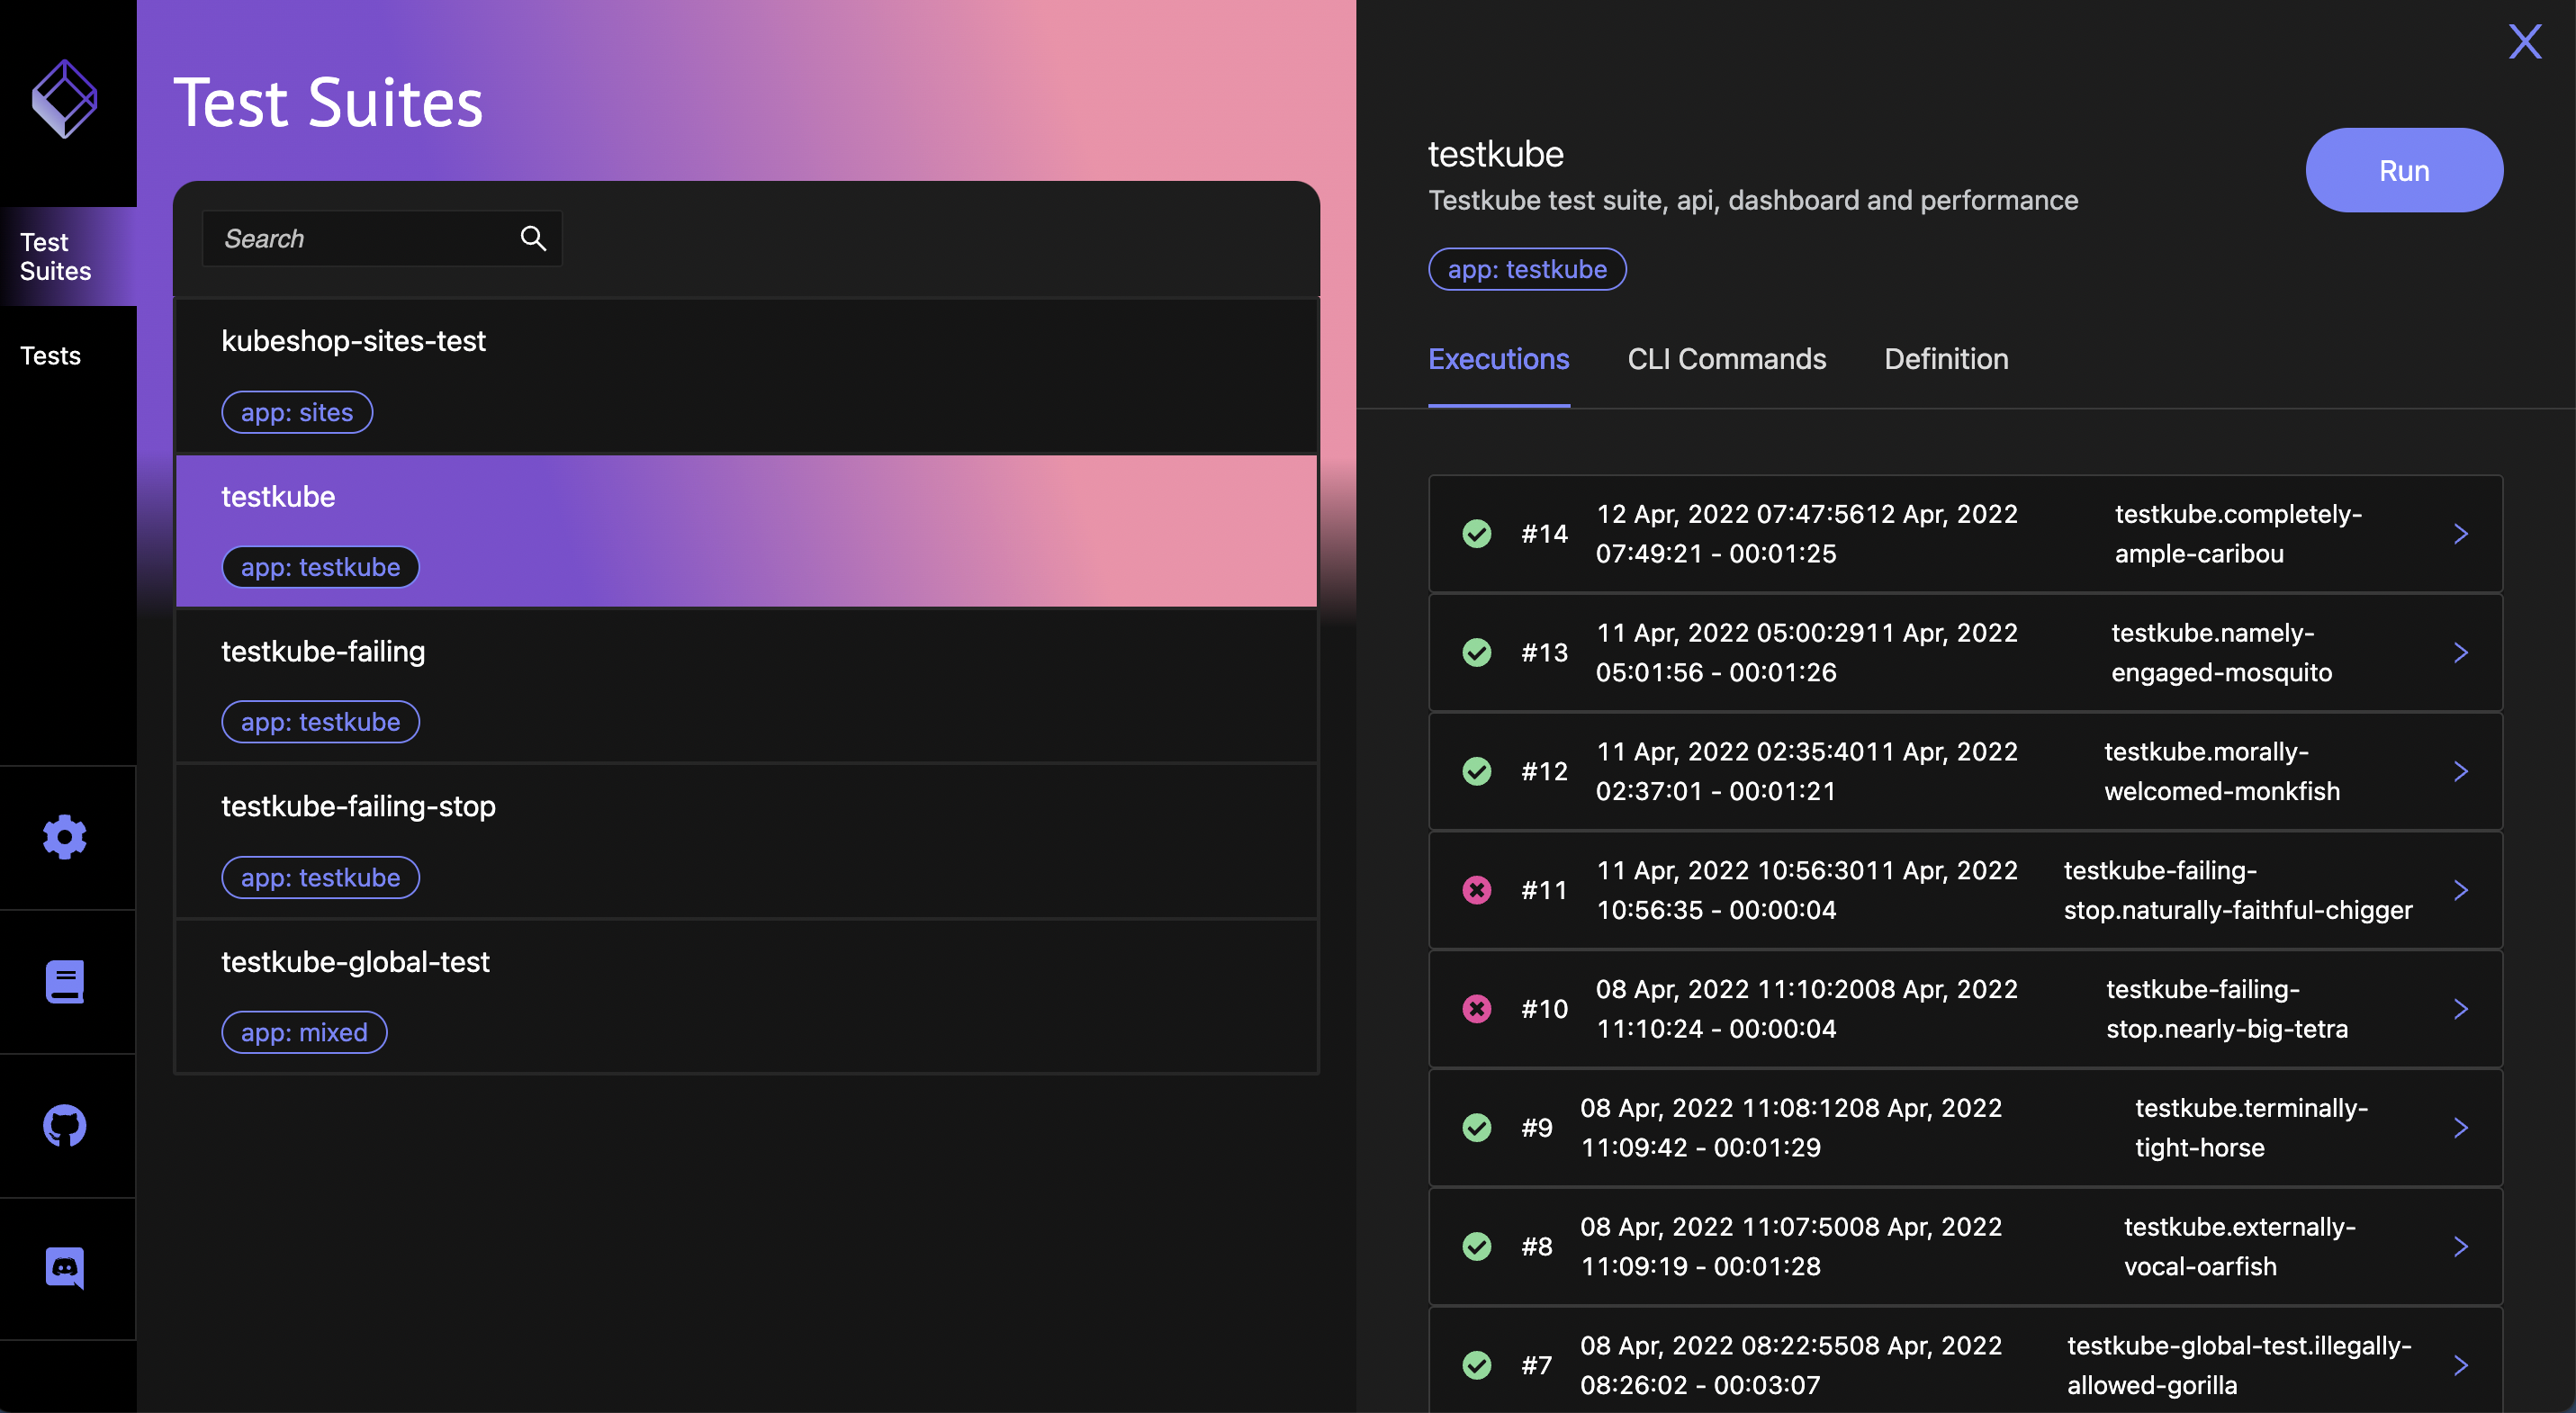 Test Suites
Test
Suites
Tests
Search
kubeshop-sites-test
app: sites
testkube
app: testkube
testkube-failing
app: testkube
testkube-failing-stop
app: testkube
testkube-global-test
app: mixed
testkube
Testkube test suite, api, dashboard and performance
app: testkube
Run
Executions CLI Commands Definition
#14
12 Apr, 2022 07:47:5612 Apr, 2022
07:49:21 - 00:01:25
testkube.completely-
ample-caribou
#13
11 Apr, 2022 05:00:2911 Apr, 2022
05:01:56 - 00:01:26
testkube.namely-
engaged-mosquito
#12
11 Apr, 2022 02:35:4011 Apr, 2022
02:37:01 - 00:01:21
testkube.morally-
welcomed-monkfish
#11
11 Apr, 2022 10:56:3011 Apr, 2022
10:56:35 - 00:00:04
testkube-failing-
stop.naturally-faithful-chigger
#10
08 Apr, 2022 11:10:2008 Apr, 2022
11:10:24 - 00:00:04
testkube-failing-
stop.nearly-big-tetra
#9
08 Apr, 2022 11:08:1208 Apr, 2022
11:09:42 - 00:01:29
testkube.terminally-
tight-horse
#8
08 Apr, 2022 11:07:5008 Apr, 2022
11:09:19 - 00:01:28
testkube.externally-
vocal-oarfish
#7
08 Apr, 2022 08:22:5508 Apr, 2022
08:26:02 - 00:03:07
testkube-global-test.illegally-
allowed-gorilla